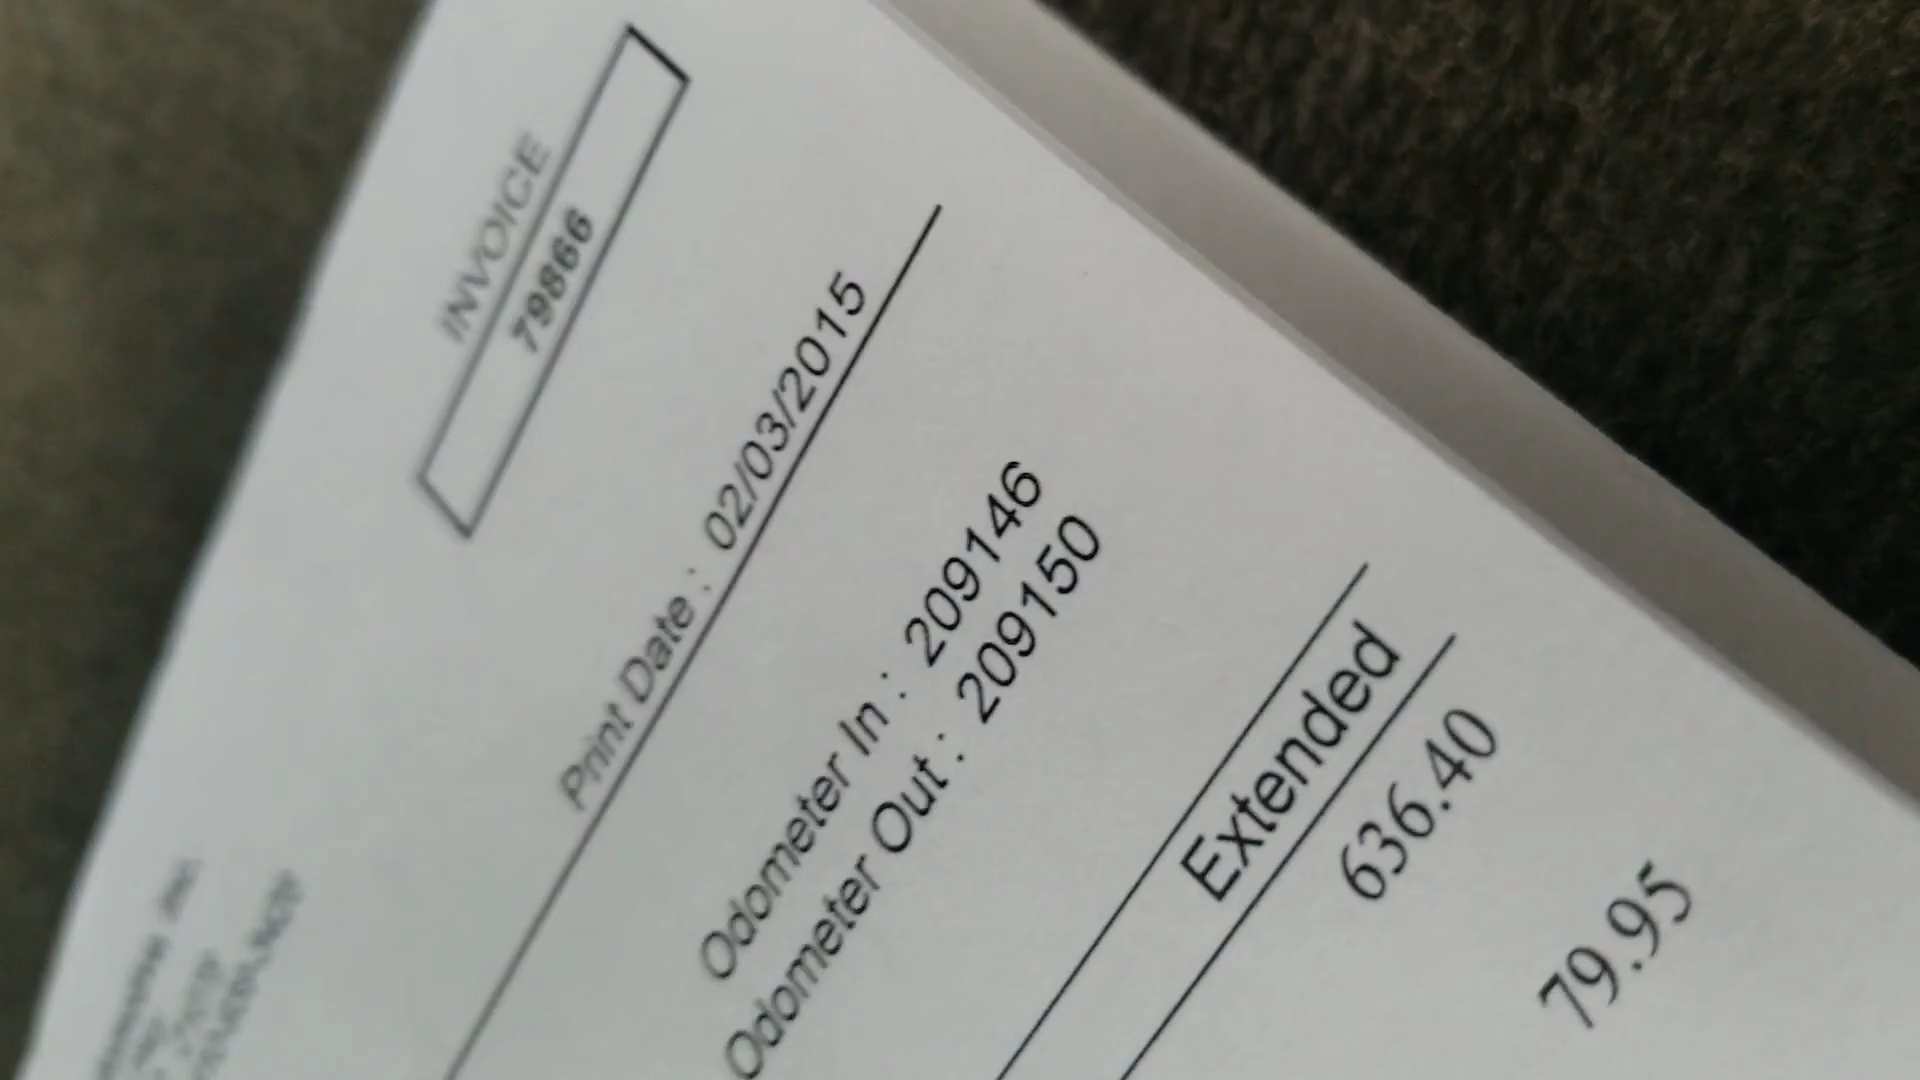 INVOICE
79866
Print Date : 02/03/2015
Odometer In : 209146
Odometer Out : 209150
Extended
636.40
79.95